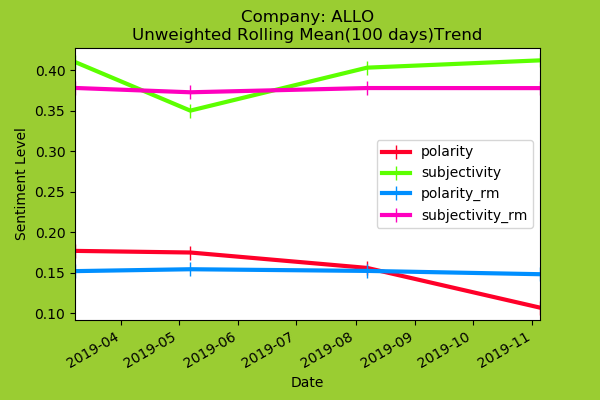 Company: ALLO
Unweighted Rolling Mean(100 days)Trend
Sentiment Level
0.40
0.35
0.30
0.25
0.20
0.15
0.10
polarity
subjectivity
polarity_rm
subjectivity_rm
2019-04
2019-05
2019-06
2019-07
2019-08
2019-09
2019-10
2019-11
Date